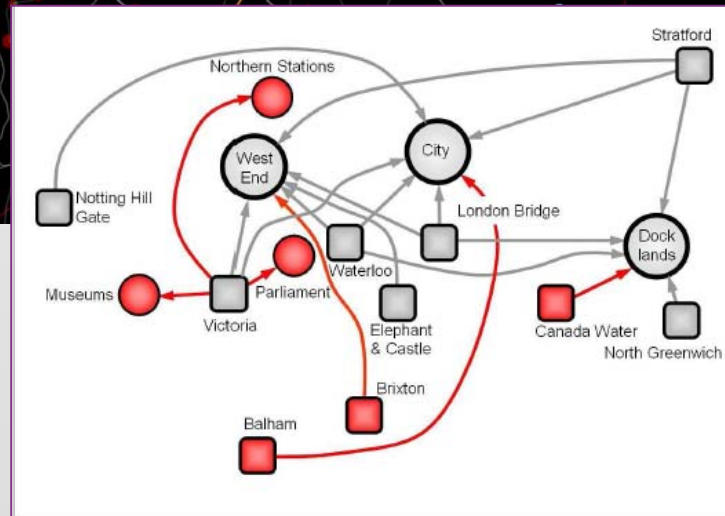 Stratford
Northern Stations
West
End
City
Notting Hill
Gate
London Bridge
Dock
lands
Waterloo
Museums
Parliament
Victoria
Elephant
& Castle
Canada Water
North Greenwich
Brixton
Balham